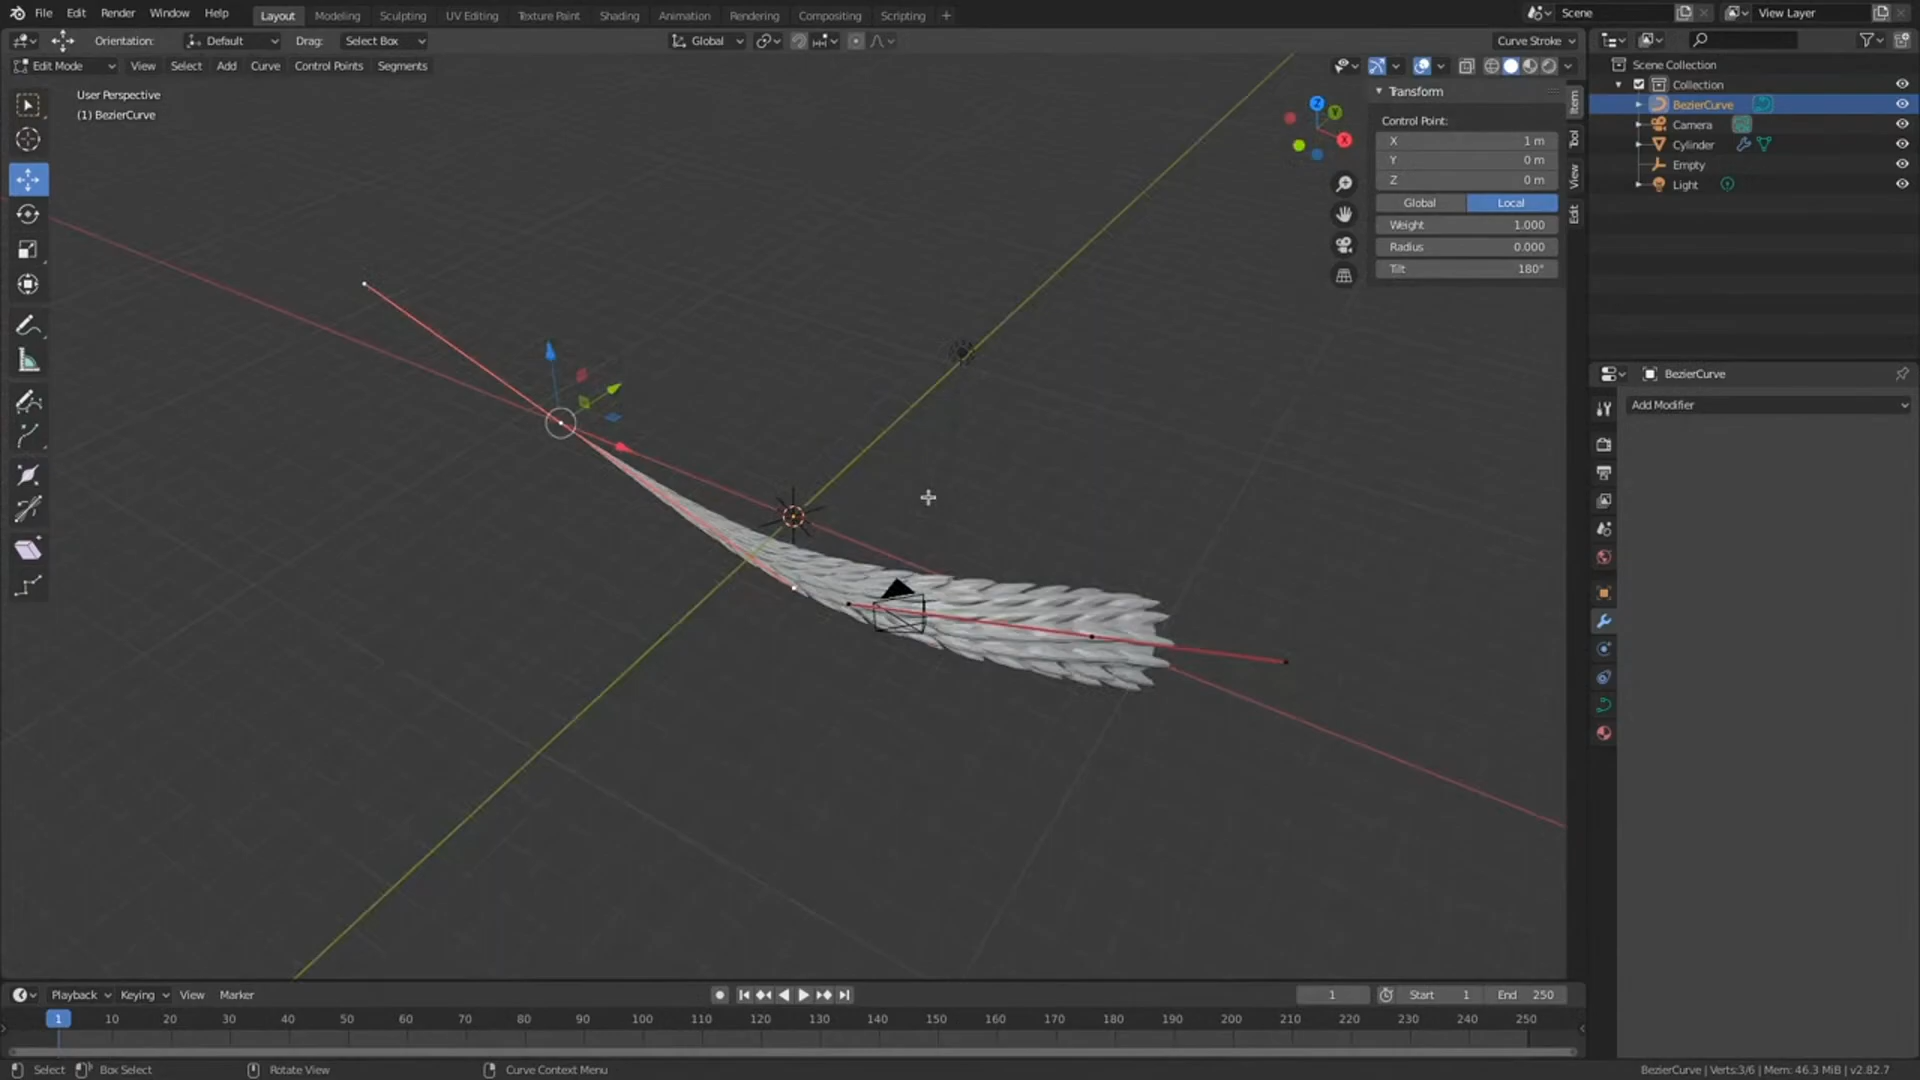 File Edit Render Window Help Layout Modeling Sculpting UV Editing Texture Paint Shading Animation Rendering Compositing Scripting + Scene View Layer
Orientation: Default Drag: Select Box Global Curve Stroke
Edit Mode View Select Add Curve Control Points Segments
User Perspective
(1) BezierCurve
Transform
Control Point:
X 1 m
Y 0 m
Z 0 m
Global Local
Weight 1.000
Radius 0.000
Tilt 180°
Item
Tool
View
Edit
Z
Y
X
Scene Collection
Collection
BezierCurve
Camera
Cylinder
Empty
Light
BezierCurve
Add Modifier
Playback Keying View Marker 1 Start 1 End 250
1 10 20 30 40 50 60 70 80 90 100 110 120 130 140 150 160 170 180 190 200 210 220 230 240 250
Select Box Select Rotate View Curve Context Menu BezierCurve | Verts:3/6 | Mem: 46.3 MiB | v2.82.7